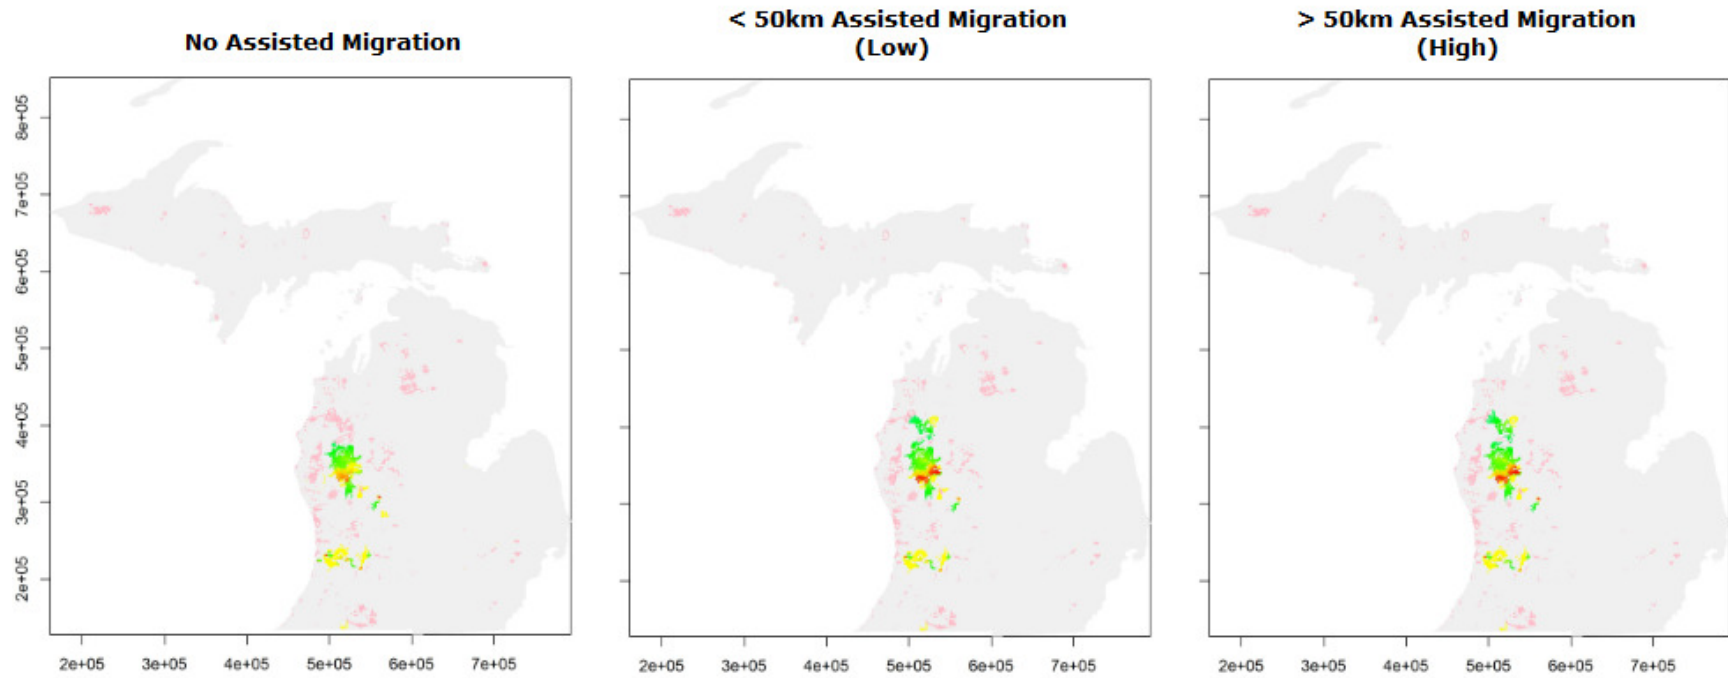 No Assisted Migration
< 50km Assisted Migration
(Low)
> 50km Assisted Migration
(High)
8e+05
7e+05
6e+05
5e+05
4e+05
3e+05
2e+05
2e+05 3e+05 4e+05 5e+05 6e+05 7e+05
2e+05 3e+05 4e+05 5e+05 6e+05 7e+05
2e+05 3e+05 4e+05 5e+05 6e+05 7e+05